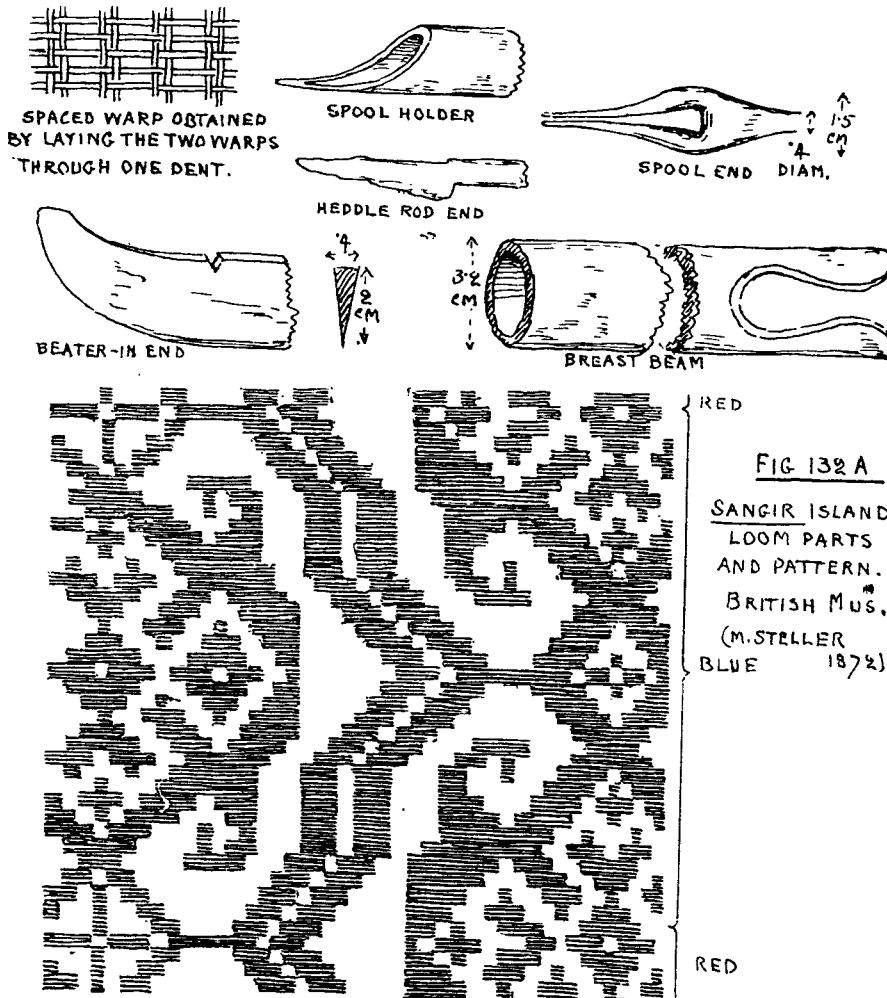 SPACED WARP OBTAINED
BY LAYING THE TWO WARPS
THROUGH ONE DENT.
SPOOL HOLDER
HEDDLE ROD END
SPOOL END
·4
DIAM.
1·5
CM
BEATER-IN END
·4
2
CM
3·2
CM
BREAST BEAM
RED
FIG 132 A
SANGIR ISLAND
LOOM PARTS
AND PATTERN.
BRITISH MUS.
(M. STELLER
1872)
BLUE
RED